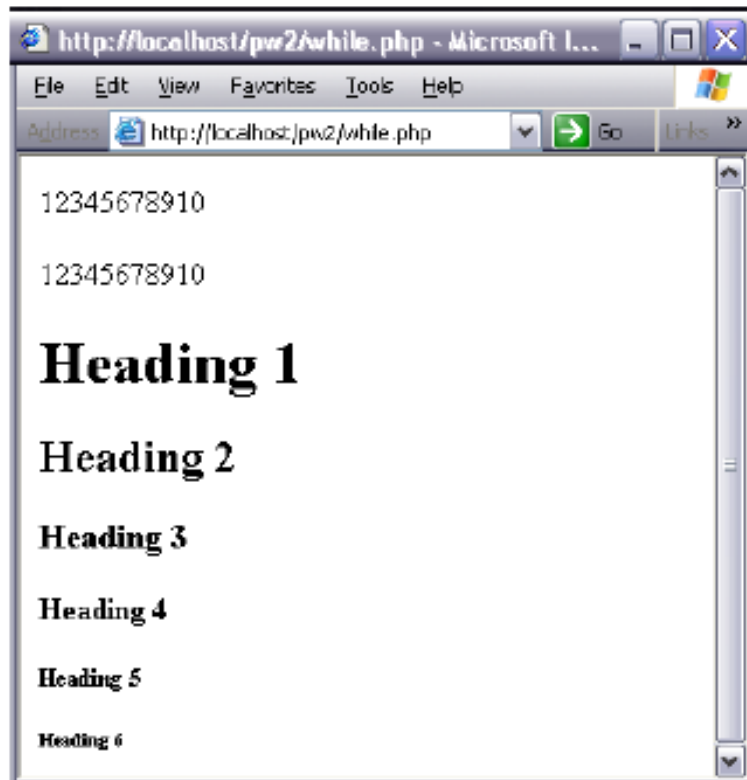 http://localhost/pw2/while.php - Microsoft I...
File Edit View Favorites Tools Help
Address http://localhost/pw2/while.php Go Links »
12345678910
12345678910
Heading 1
Heading 2
Heading 3
Heading 4
Heading 5
Heading 6